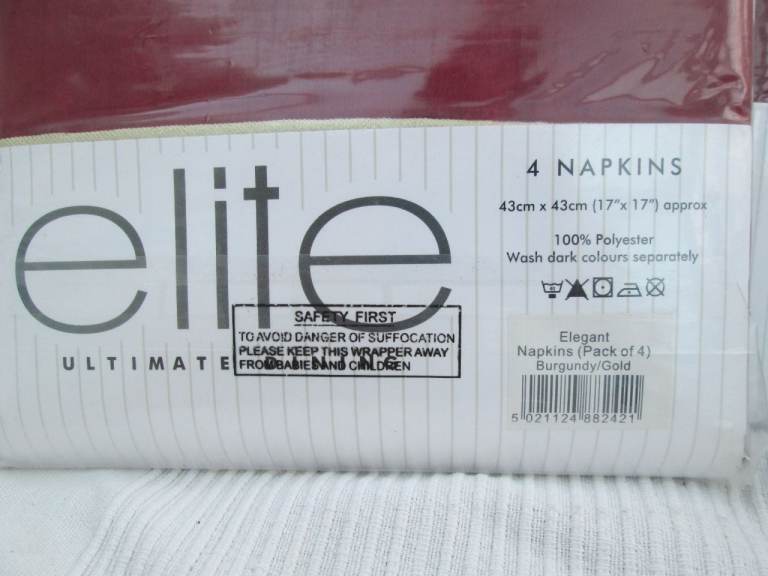 elite
ULTIMATE DINING
SAFETY FIRST
TO AVOID DANGER OF SUFFOCATION
PLEASE KEEP THIS WRAPPER AWAY
FROM BABIES AND CHILDREN
4 NAPKINS
43cm x 43cm (17"x 17") approx
100% Polyester
Wash dark colours separately
Elegant
Napkins (Pack of 4)
Burgundy/Gold
5 021124 882421